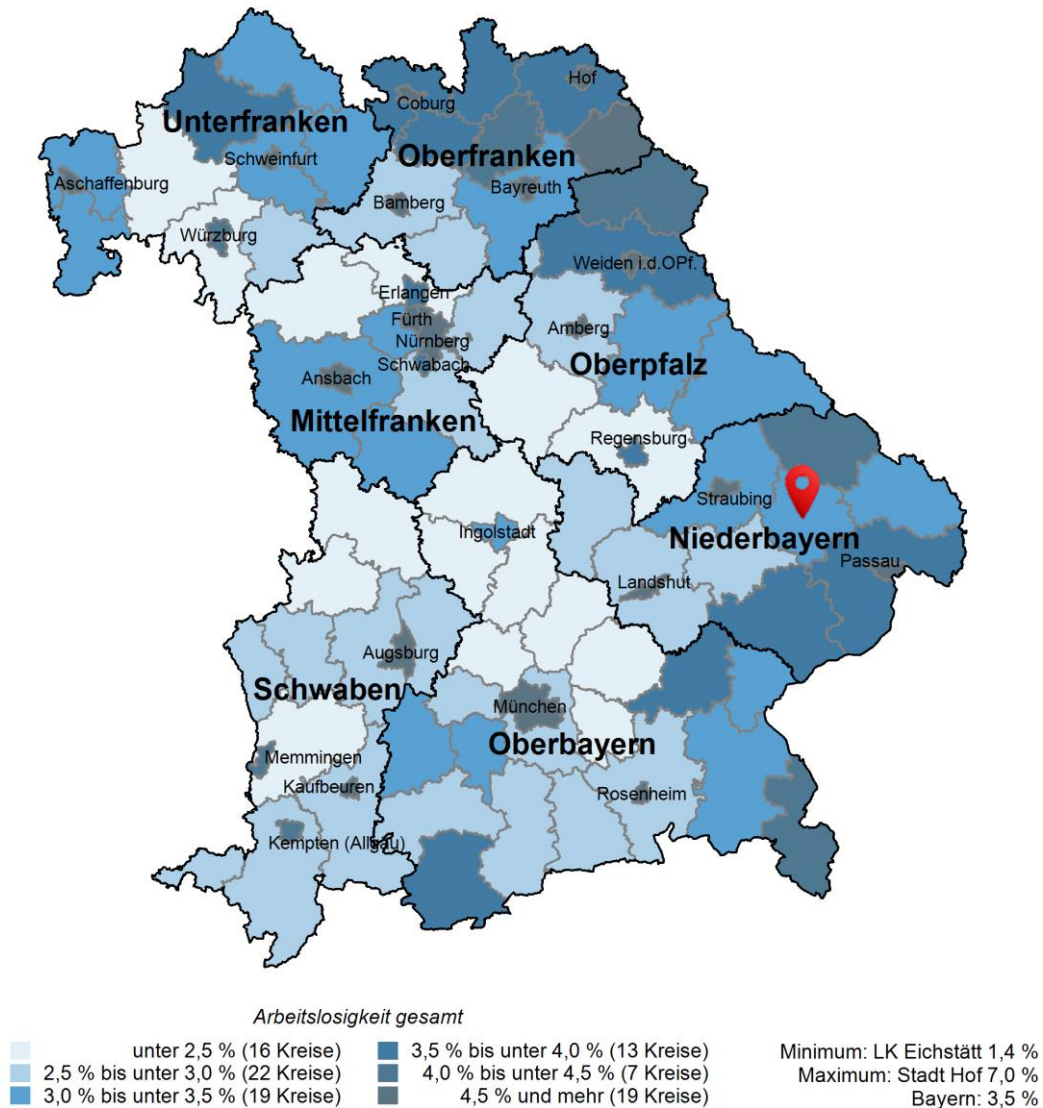 Hof
Coburg
Unterfranken
Oberfranken
Schweinfurt
Aschaffenburg
Bayreuth
Bamberg
Würzburg
Weiden i.d.OPf.
Erlangen
Fürth
Amberg
Nürnberg
Schwabach
Oberpfalz
Ansbach
Mittelfranken
Regensburg
Straubing
Ingolstadt
Niederbayern
Passau
Landshut
Augsburg
Schwaben
München
Oberbayern
Memmingen
Kaufbeuren
Rosenheim
Kempten (Allgäu)
Arbeitslosigkeit gesamt
unter 2,5 % (16 Kreise)
2,5 % bis unter 3,0 % (22 Kreise)
3,0 % bis unter 3,5 % (19 Kreise)
3,5 % bis unter 4,0 % (13 Kreise)
4,0 % bis unter 4,5 % (7 Kreise)
4,5 % und mehr (19 Kreise)
Minimum: LK Eichstätt 1,4 %
Maximum: Stadt Hof 7,0 %
Bayern: 3,5 %